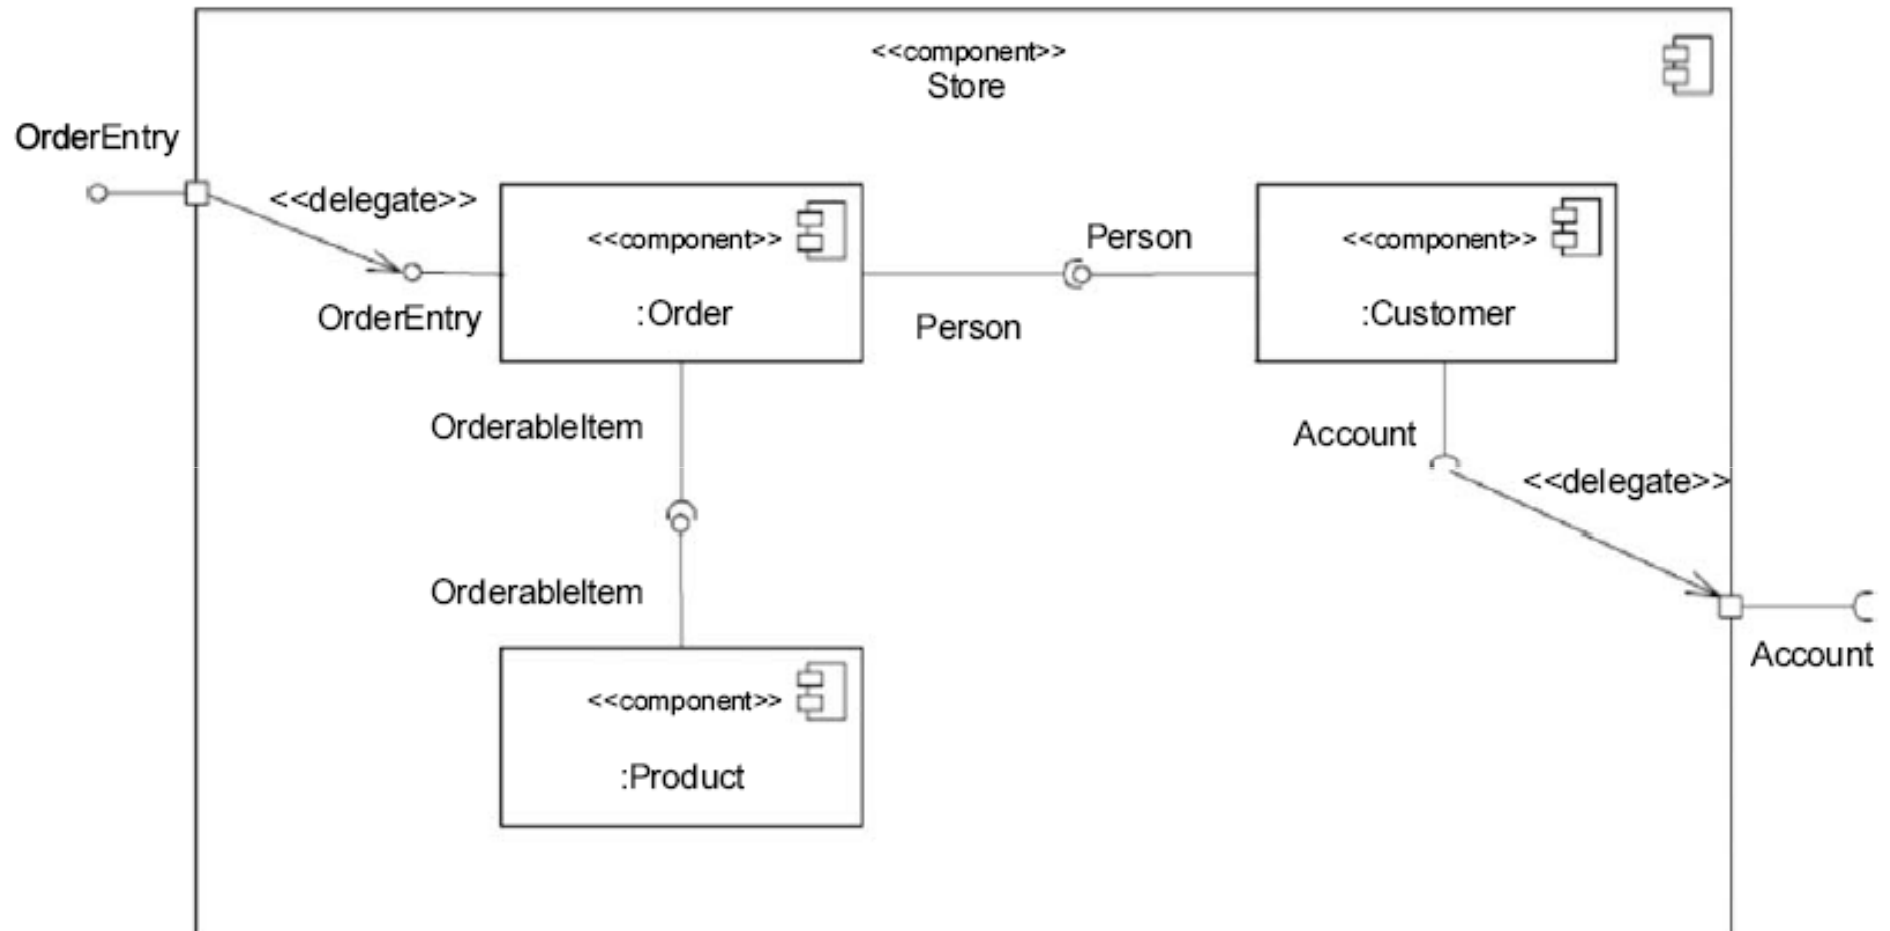 <<component>>
Store
OrderEntry
<<delegate>>
<<component>>
:Order
OrderEntry
Person
Person
<<component>>
:Customer
OrderableItem
Account
<<delegate>>
OrderableItem
Account
<<component>>
:Product